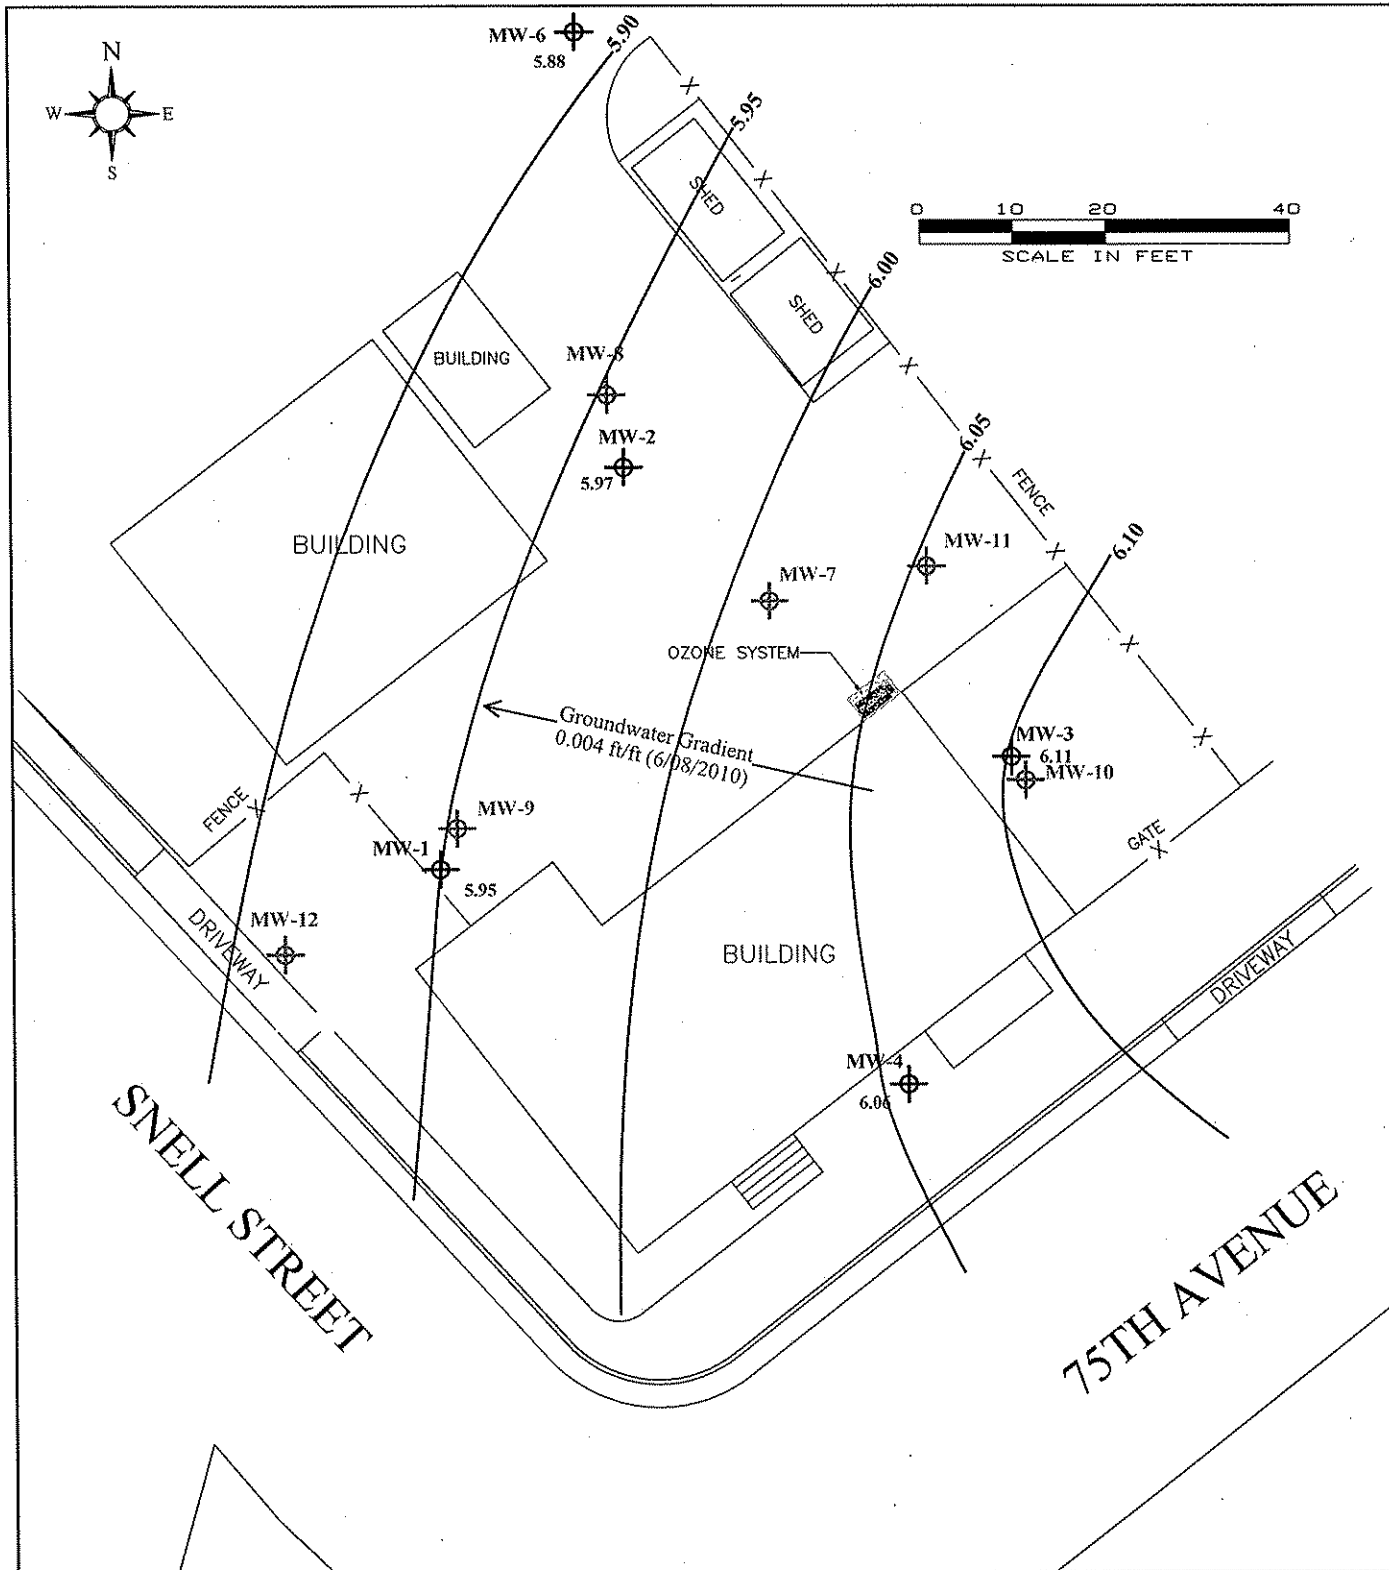 MW-6
5.88
5.90
N
W E
S
5.95
SHED
0 10 20 40
SCALE IN FEET
SHED
6.00
BUILDING
MW-8
MW-2
5.97
6.05
FENCE
BUILDING
MW-11
6.10
MW-7
OZONE SYSTEM
Groundwater Gradient
0.004 ft/ft (6/08/2010)
MW-3
6.11
MW-10
FENCE
MW-9
MW-1
5.95
GATE
MW-12
DRIVEWAY
BUILDING
DRIVEWAY
MW-4
6.06
SNELL STREET
75TH AVENUE